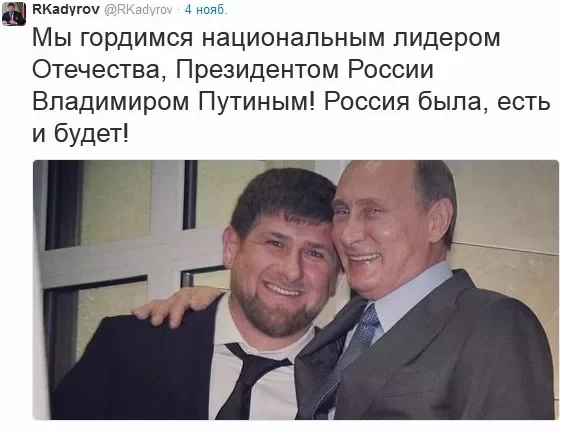 RKadyrov @RKadyrov · 4 нояб.
Мы гордимся национальным лидером
Отечества, Президентом России
Владимиром Путиным! Россия была, есть
и будет!